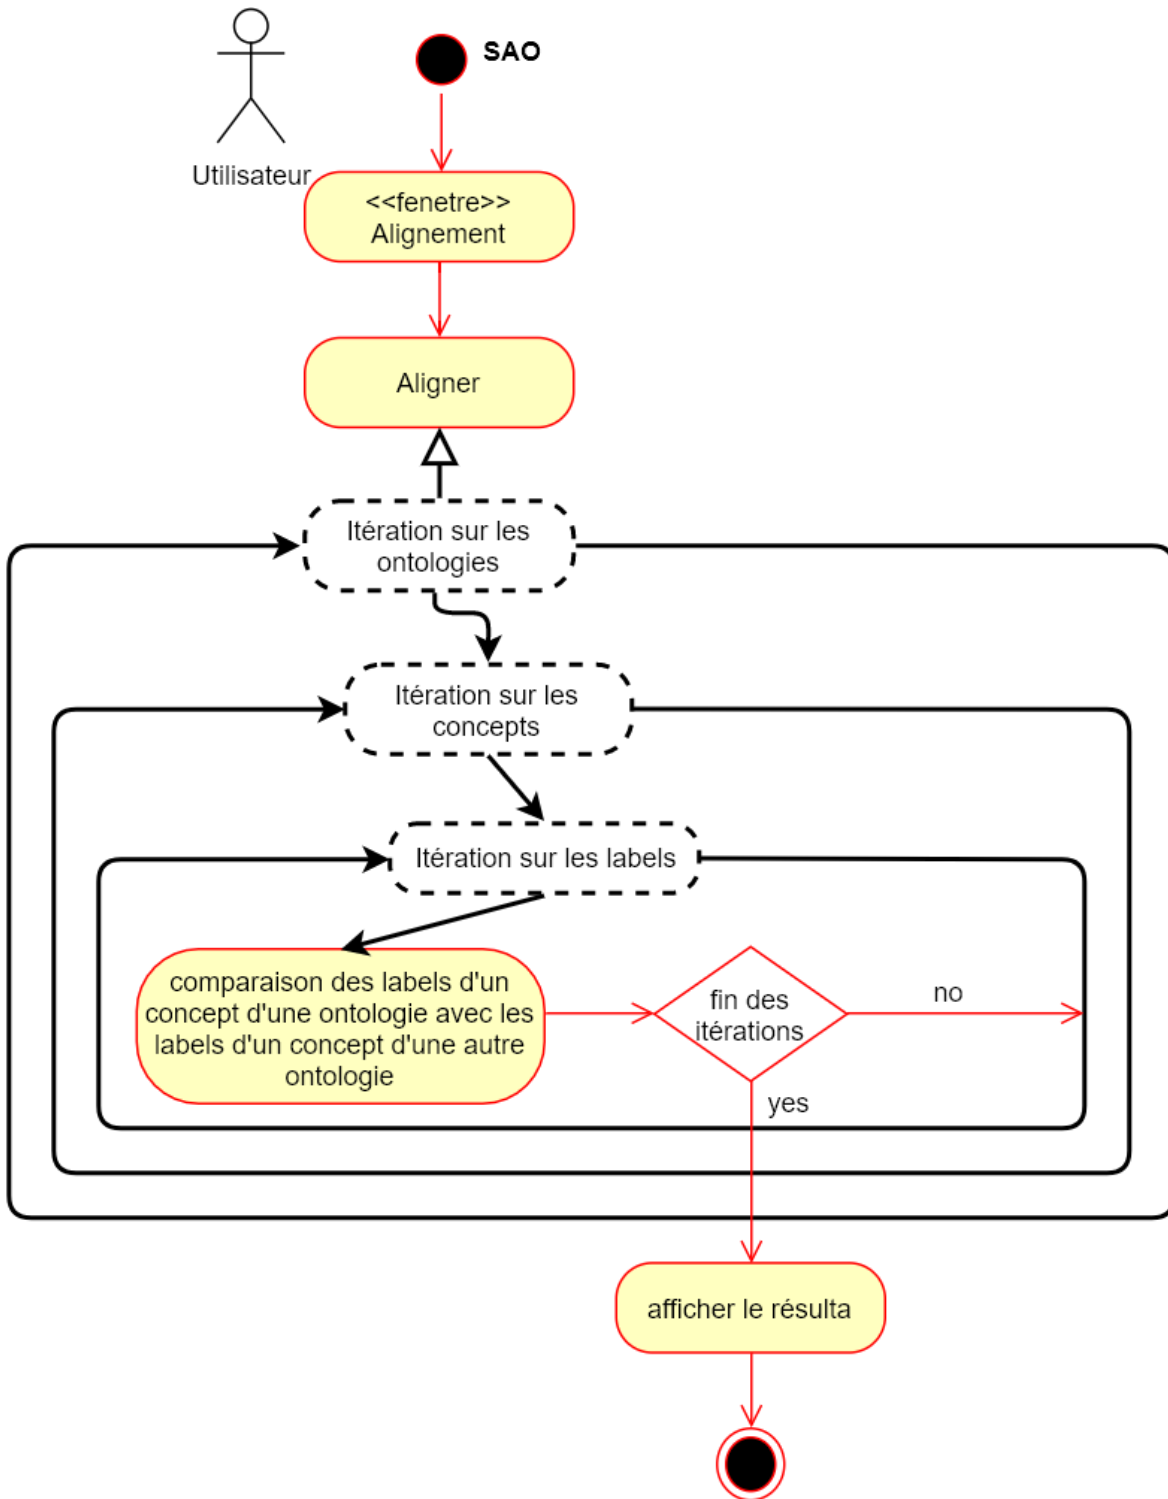 SAO
Utilisateur
<<fenetre>>
Alignement
Aligner
Itération sur les
ontologies
Itération sur les
concepts
Itération sur les labels
comparaison des labels d'un
concept d'une ontologie avec les
labels d'un concept d'une autre
ontologie
fin des
itérations
no
yes
afficher le résulta